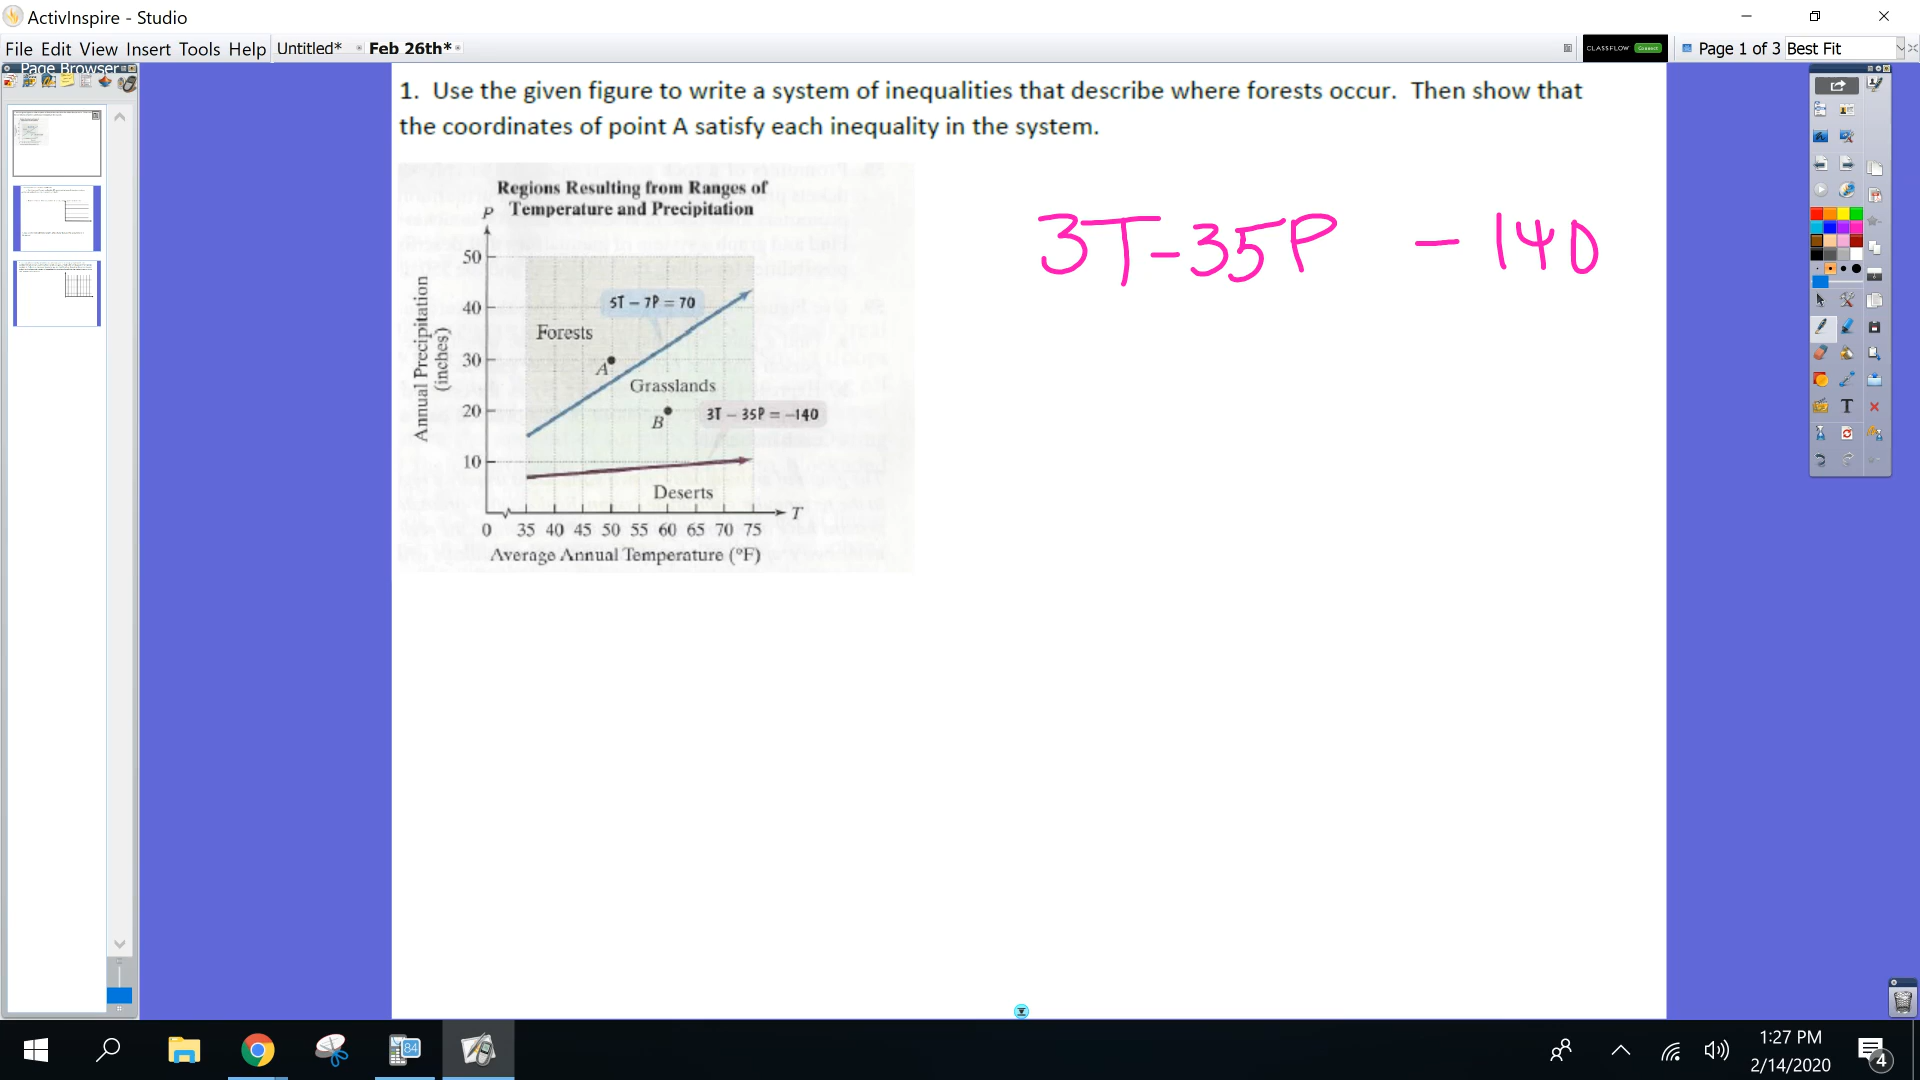 ActivInspire - Studio
File Edit View Insert Tools Help
Untitled*
Feb 26th*
CLASSFLOW Connect
Page 1 of 3
Best Fit
Page Browser
1. Use the given figure to write a system of inequalities that describe where forests occur. Then show that
the coordinates of point A satisfy each inequality in the system.
Regions Resulting from Ranges of
Temperature and Precipitation
P
50
40
30
20
10
Annual Precipitation
(inches)
5T – 7P = 70
Forests
A
Grasslands
B
3T – 35P = –140
Deserts
T
0 35 40 45 50 55 60 65 70 75
Average Annual Temperature (°F)
3T-35P - 140
T
84
1:27 PM
2/14/2020
4